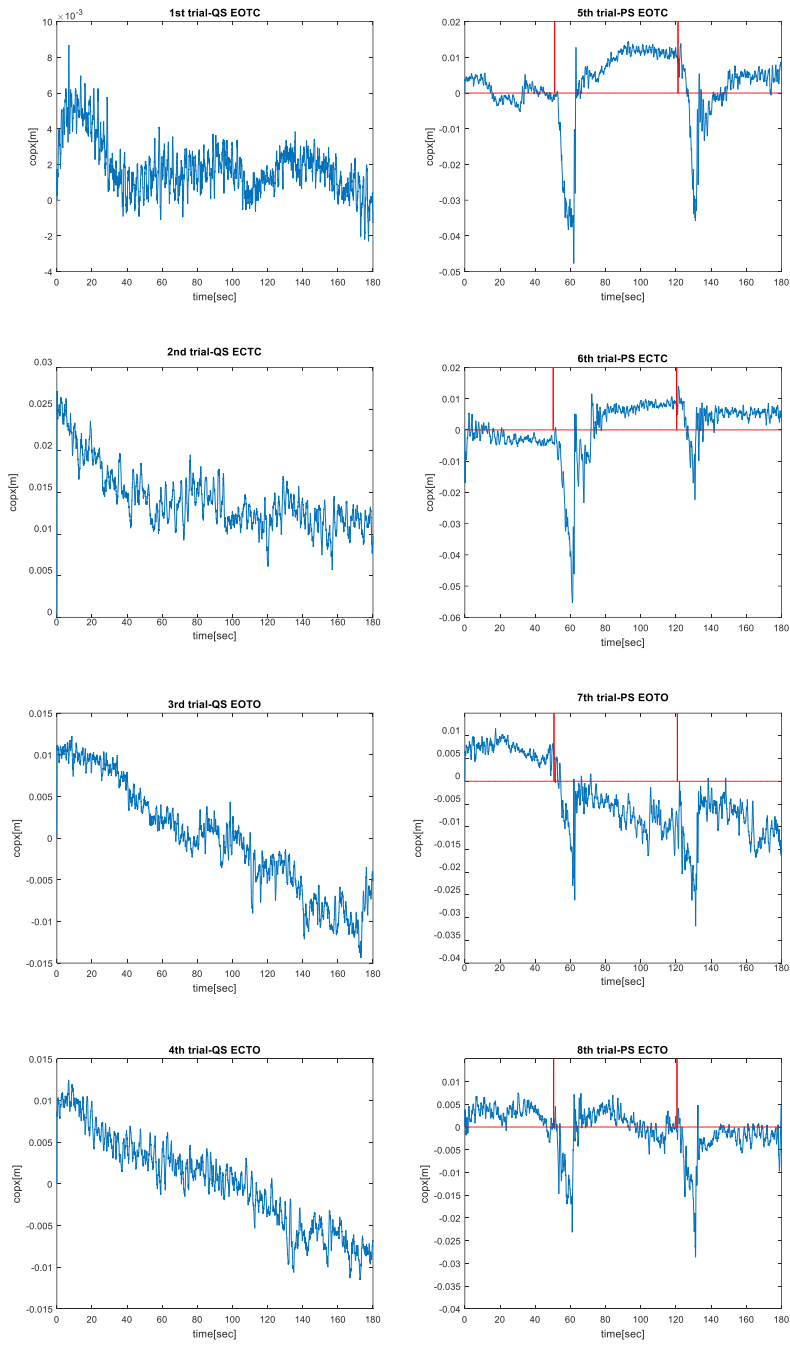 1st trial-QS EOTC
×10⁻³
10
8
6
4
2
0
-2
-4
copx[m]
0 20 40 60 80 100 120 140 160 180
time[sec]
5th trial-PS EOTC
0.02
0.01
0
-0.01
-0.02
-0.03
-0.04
-0.05
copx[m]
0 20 40 60 80 100 120 140 160 180
time[sec]
2nd trial-QS ECTC
0.03
0.025
0.02
0.015
0.01
0.005
0
copx[m]
0 20 40 60 80 100 120 140 160 180
time[sec]
6th trial-PS ECTC
0.02
0.01
0
-0.01
-0.02
-0.03
-0.04
-0.05
-0.06
copx[m]
0 20 40 60 80 100 120 140 160 180
time[sec]
3rd trial-QS EOTO
0.015
0.01
0.005
0
-0.005
-0.01
-0.015
copx[m]
0 20 40 60 80 100 120 140 160 180
time[sec]
7th trial-PS EOTO
0.01
0.005
0
-0.005
-0.01
-0.015
-0.02
-0.025
-0.03
-0.035
-0.04
copx[m]
0 20 40 60 80 100 120 140 160 180
time[sec]
4th trial-QS ECTO
0.015
0.01
0.005
0
-0.005
-0.01
-0.015
copx[m]
0 20 40 60 80 100 120 140 160 180
time[sec]
8th trial-PS ECTO
0.015
0.01
0.005
0
-0.005
-0.01
-0.015
-0.02
-0.025
-0.03
-0.035
-0.04
copx[m]
0 20 40 60 80 100 120 140 160 180
time[sec]